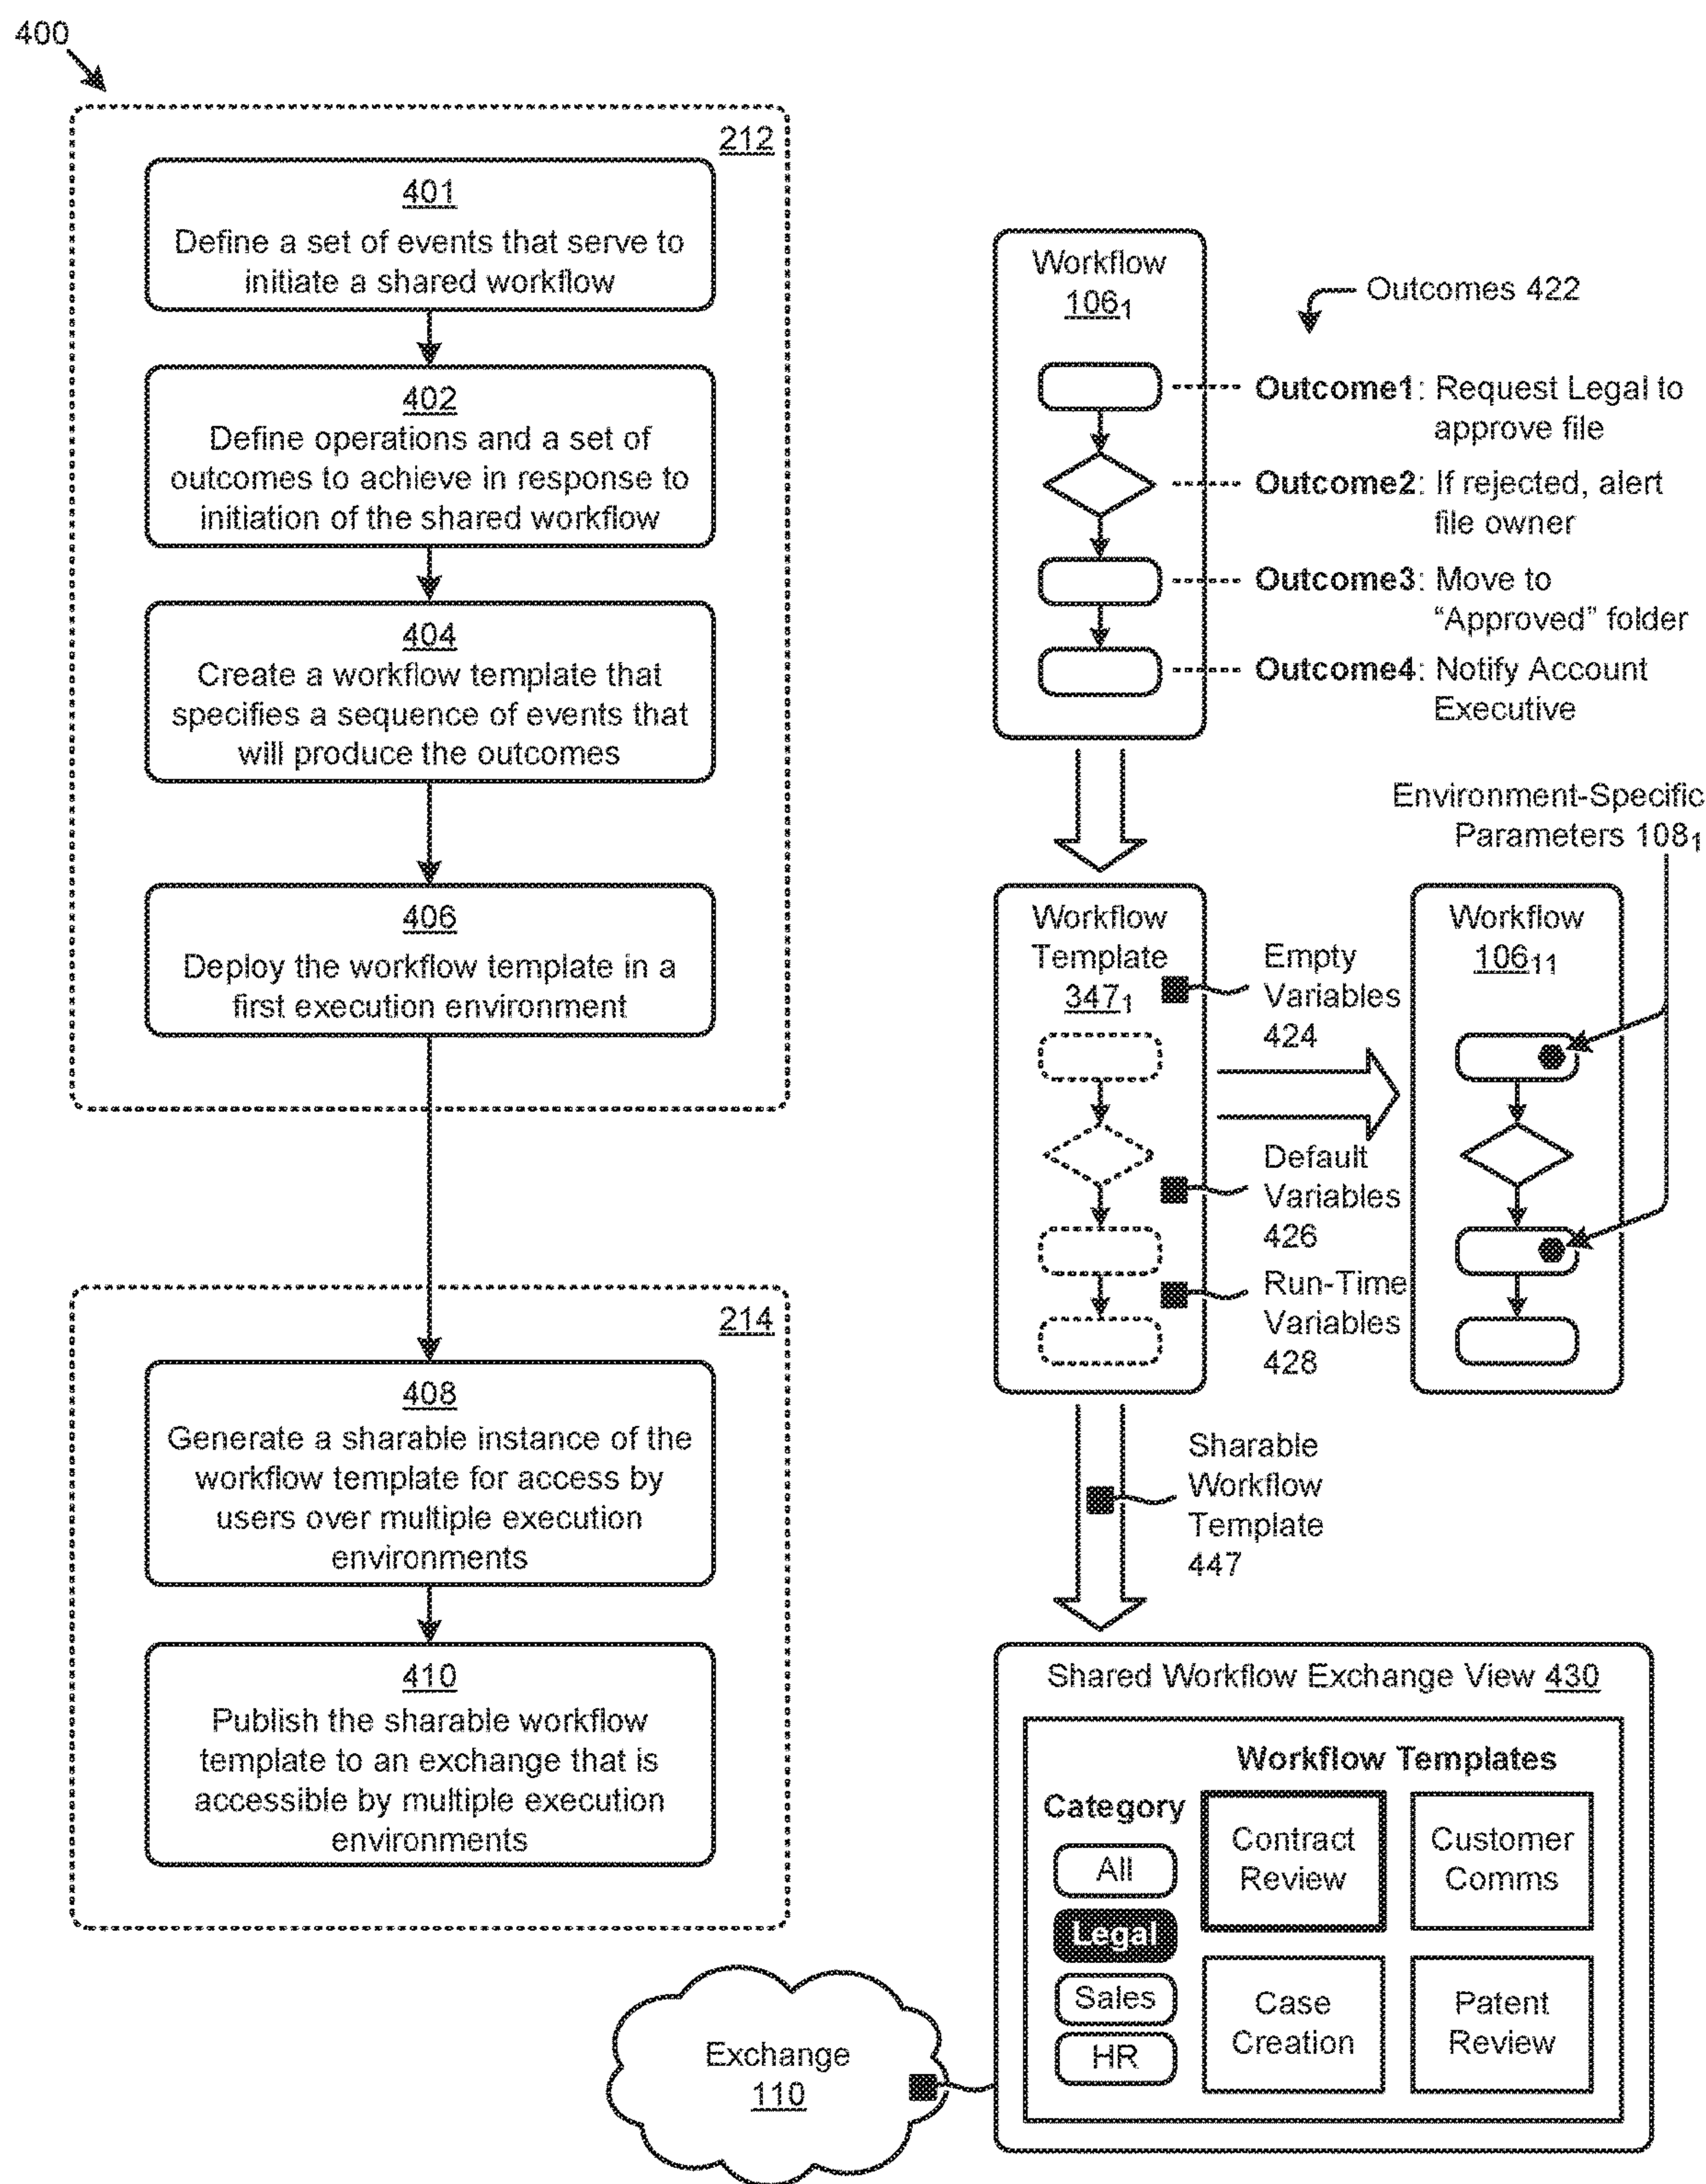 400
212
401
Define a set of events that serve to
initiate a shared workflow
402
Define operations and a set of
outcomes to achieve in response to
initiation of the shared workflow
404
Create a workflow template that
specifies a sequence of events that
will produce the outcomes
406
Deploy the workflow template in a
first execution environment
214
408
Generate a sharable instance of the
workflow template for access by
users over multiple execution
environments
410
Publish the sharable workflow
template to an exchange that is
accessible by multiple execution
environments
Workflow
106₁
Outcomes 422
Outcome1: Request Legal to
approve file
Outcome2: If rejected, alert
file owner
Outcome3: Move to
“Approved” folder
Outcome4: Notify Account
Executive
Environment-Specific
Parameters 108₁
Workflow
Template
347₁
Empty
Variables
424
Default
Variables
426
Run-Time
Variables
428
Workflow
106₁₁
Sharable
Workflow
Template
447
Shared Workflow Exchange View 430
Workflow Templates
Category
All
Legal
Sales
HR
Contract
Review
Customer
Comms
Case
Creation
Patent
Review
Exchange
110